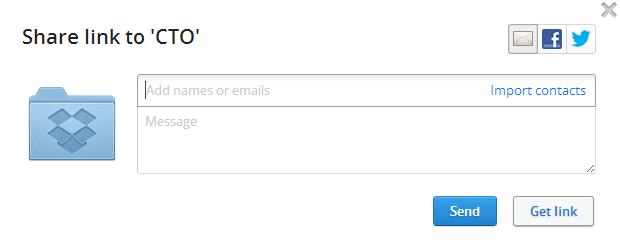 Share link to 'CTO'
Add names or emails
Import contacts
Message
Send
Get link